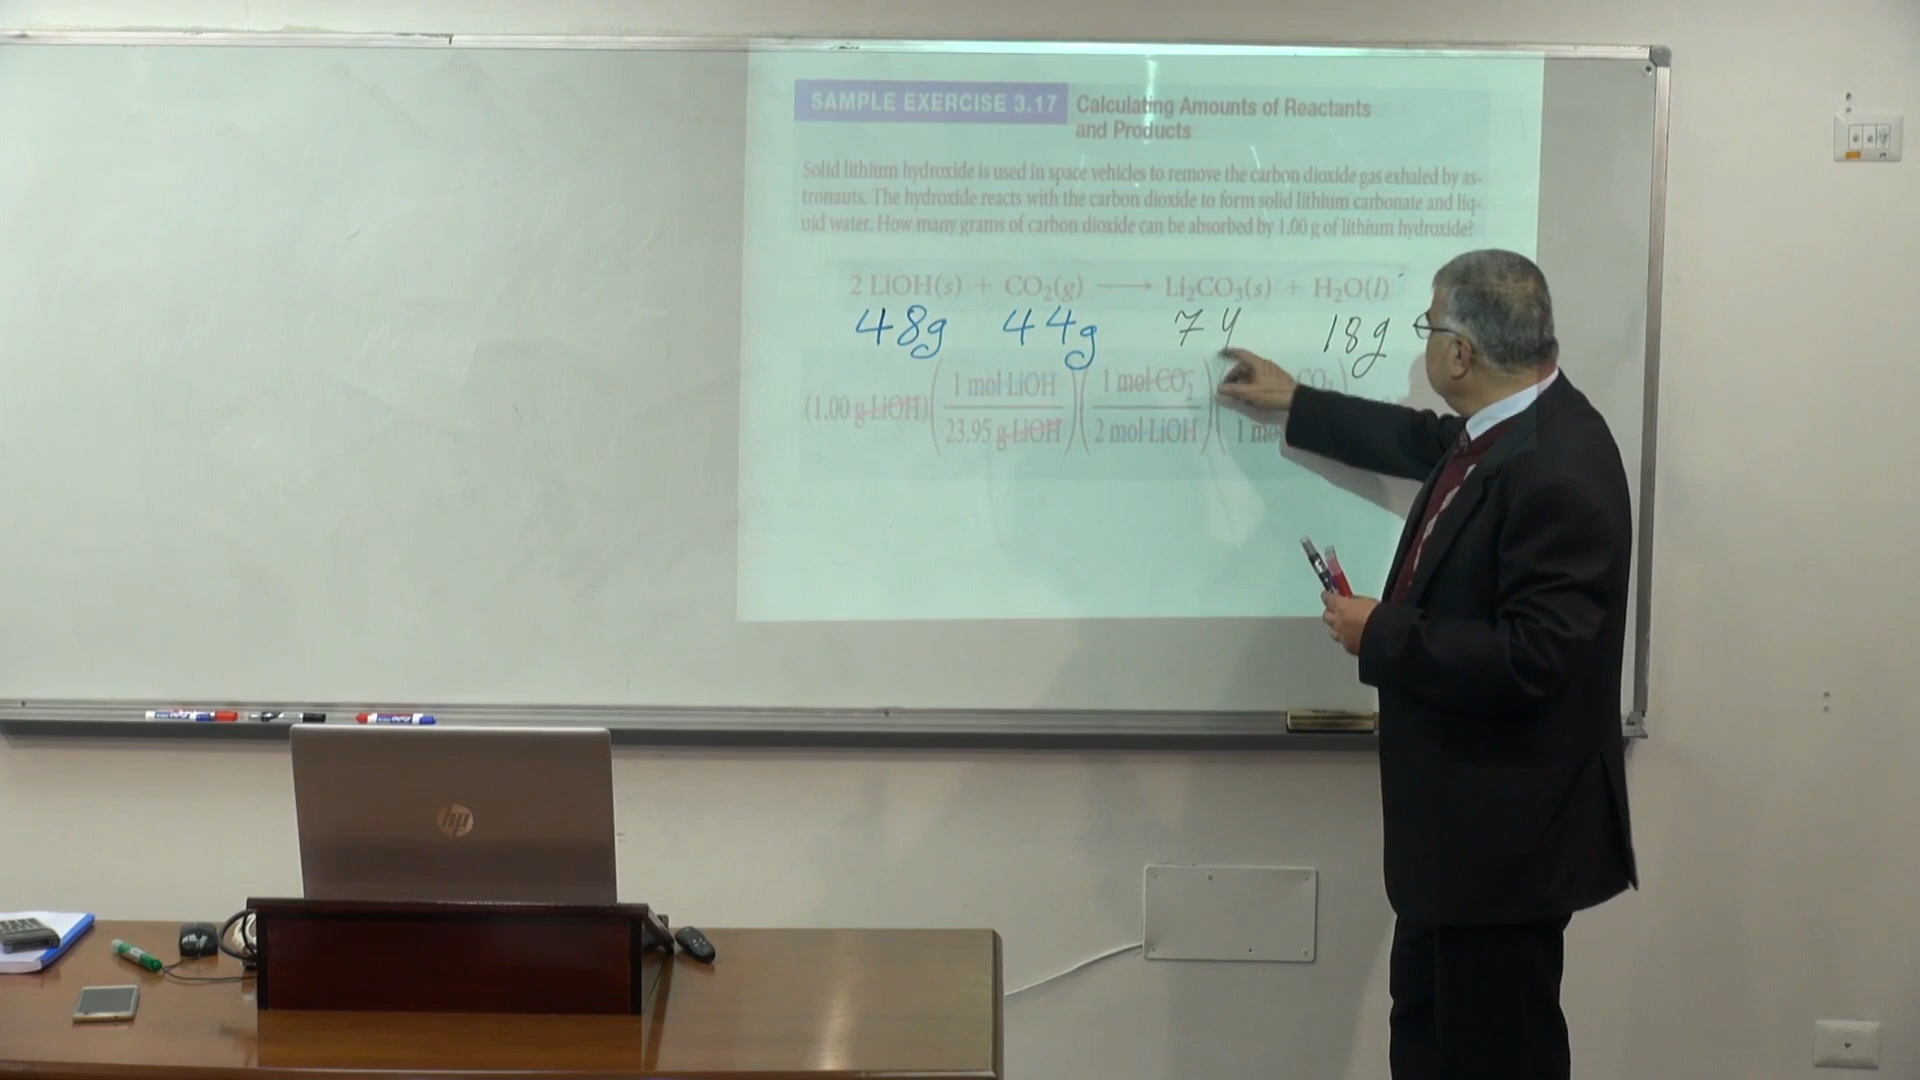 SAMPLE EXERCISE 3.17 Calculating Amounts of Reactants
and Products
Solid lithium hydroxide is used in space vehicles to remove the carbon dioxide gas exhaled by as-
tronauts. The hydroxide reacts with the carbon dioxide to form solid lithium carbonate and liq-
uid water. How many grams of carbon dioxide can be absorbed by 1.00 g of lithium hydroxide?
2 LiOH(s) + CO₂(g) ⟶ Li₂CO₃(s) + H₂O(l)
48g 44g 74 18g
1 mol LiOH 1 mol CO₂
(1.00 g LiOH)
23.95 g LiOH 2 mol LiOH 1
hp